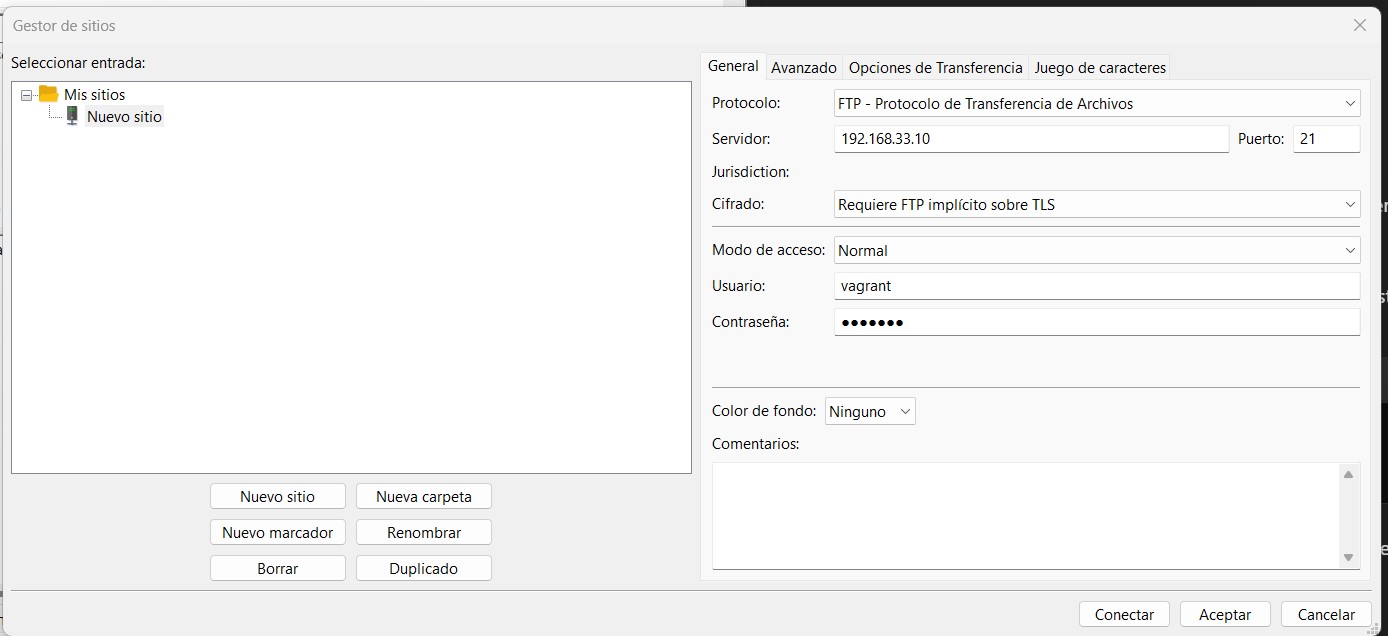 Gestor de sitios
Seleccionar entrada:
Mis sitios
Nuevo sitio
Nuevo sitio
Nueva carpeta
Nuevo marcador
Renombrar
Borrar
Duplicado
General
Avanzado
Opciones de Transferencia
Juego de caracteres
Protocolo:
FTP - Protocolo de Transferencia de Archivos
Servidor:
192.168.33.10
Puerto:
21
Jurisdiction:
Cifrado:
Requiere FTP implícito sobre TLS
Modo de acceso:
Normal
Usuario:
vagrant
Contraseña:
●●●●●●●
Color de fondo:
Ninguno
Comentarios:
Conectar
Aceptar
Cancelar